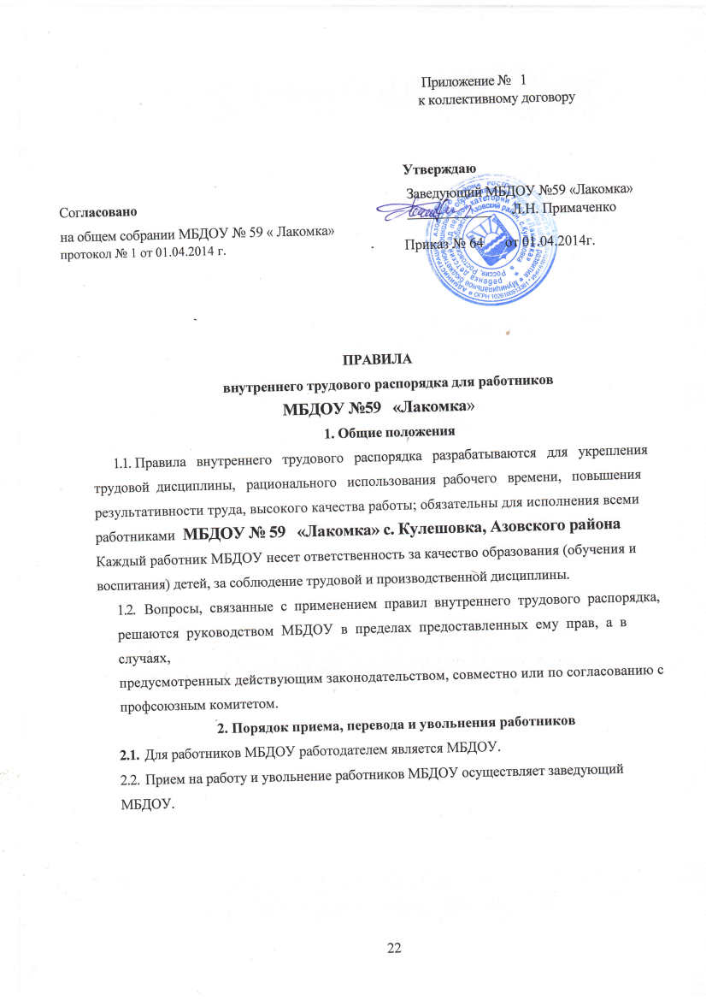 Приложение № 1
к коллективному договору
Утверждаю
Заведующий МБДОУ №59 «Лакомка»
Л.Н. Примаченко
Приказ № 64 от 01.04.2014г.
Согласовано
на общем собрании МБДОУ № 59 « Лакомка»
протокол № 1 от 01.04.2014 г.
ПРАВИЛА
внутреннего трудового распорядка для работников
МБДОУ №59 «Лакомка»
1. Общие положения
1.1. Правила внутреннего трудового распорядка разрабатываются для укрепления
трудовой дисциплины, рационального использования рабочего времени, повышения
результативности труда, высокого качества работы; обязательны для исполнения всеми
работниками МБДОУ № 59 «Лакомка» с. Кулешовка, Азовского района
Каждый работник МБДОУ несет ответственность за качество образования (обучения и
воспитания) детей, за соблюдение трудовой и производственной дисциплины.
1.2. Вопросы, связанные с применением правил внутреннего трудового распорядка,
решаются руководством МБДОУ в пределах предоставленных ему прав, а в
случаях,
предусмотренных действующим законодательством, совместно или по согласованию с
профсоюзным комитетом.
2. Порядок приема, перевода и увольнения работников
2.1. Для работников МБДОУ работодателем является МБДОУ.
2.2. Прием на работу и увольнение работников МБДОУ осуществляет заведующий
МБДОУ.
22